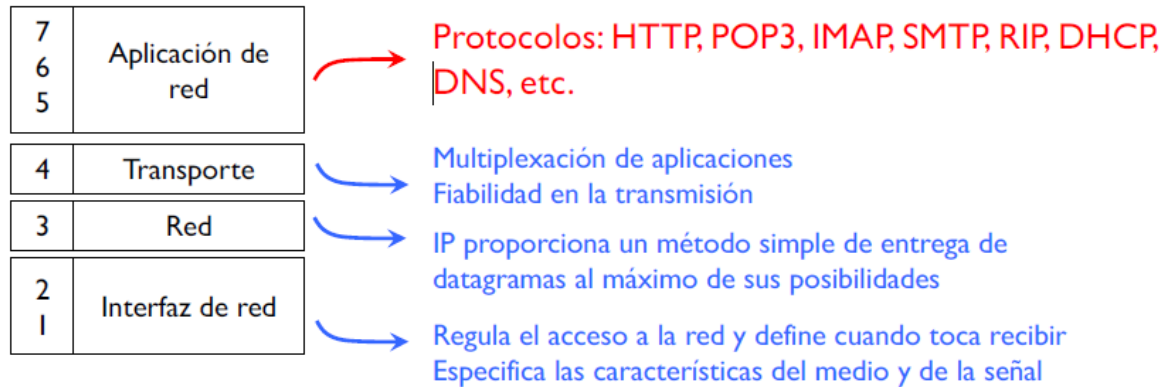 7
6
5
Aplicación de
red
Protocolos: HTTP, POP3, IMAP, SMTP, RIP, DHCP,
DNS, etc.
4 Transporte
Multiplexación de aplicaciones
Fiabilidad en la transmisión
3 Red
IP proporciona un método simple de entrega de
datagramas al máximo de sus posibilidades
2
1
Interfaz de red
Regula el acceso a la red y define cuando toca recibir
Especifica las características del medio y de la señal